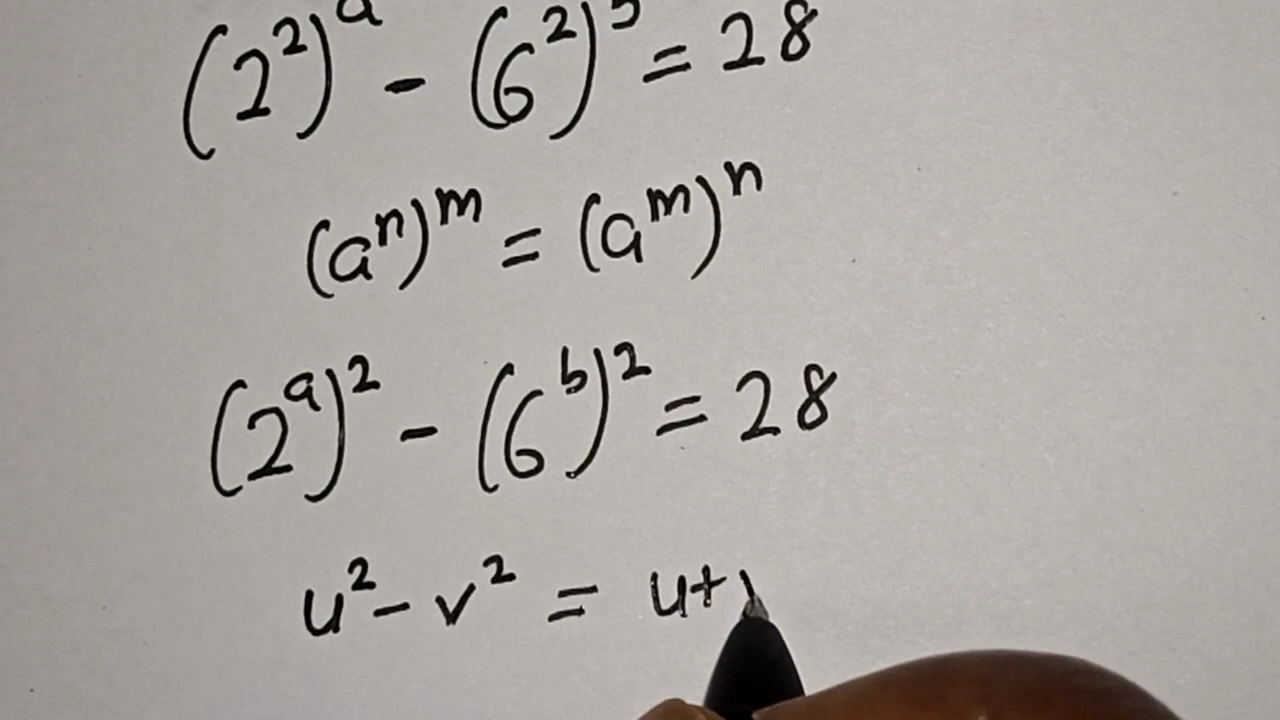 (2²)ᵃ - (6²)ᵇ = 28
(aⁿ)ᵐ = (aᵐ)ⁿ
(2ᵃ)² - (6ᵇ)² = 28
u² - v² = u+